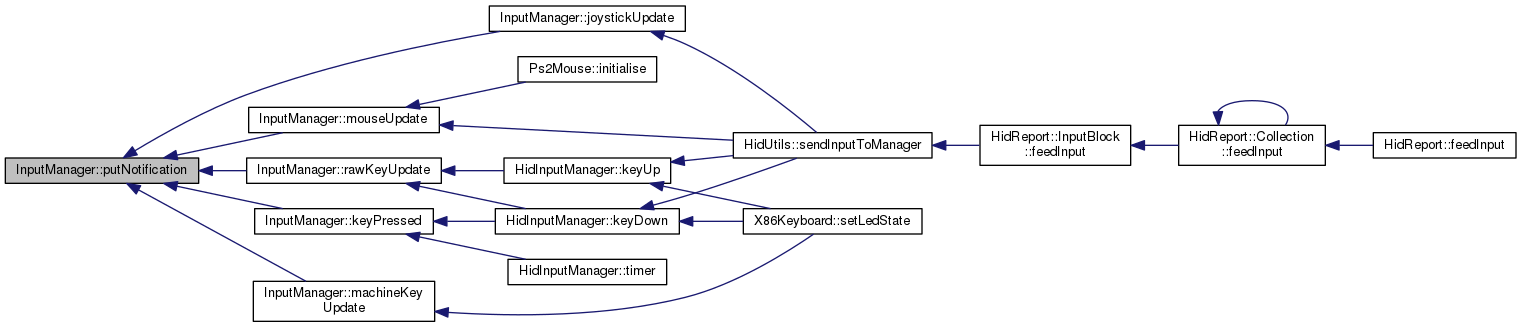 InputManager::joystickUpdate
Ps2Mouse::initialise
InputManager::mouseUpdate
HidUtils::sendInputToManager
HidReport::InputBlock
::feedInput
HidReport::Collection
::feedInput
HidReport::feedInput
InputManager::putNotification
InputManager::rawKeyUpdate
HidInputManager::keyUp
InputManager::keyPressed
HidInputManager::keyDown
X86Keyboard::setLedState
HidInputManager::timer
InputManager::machineKey
Update